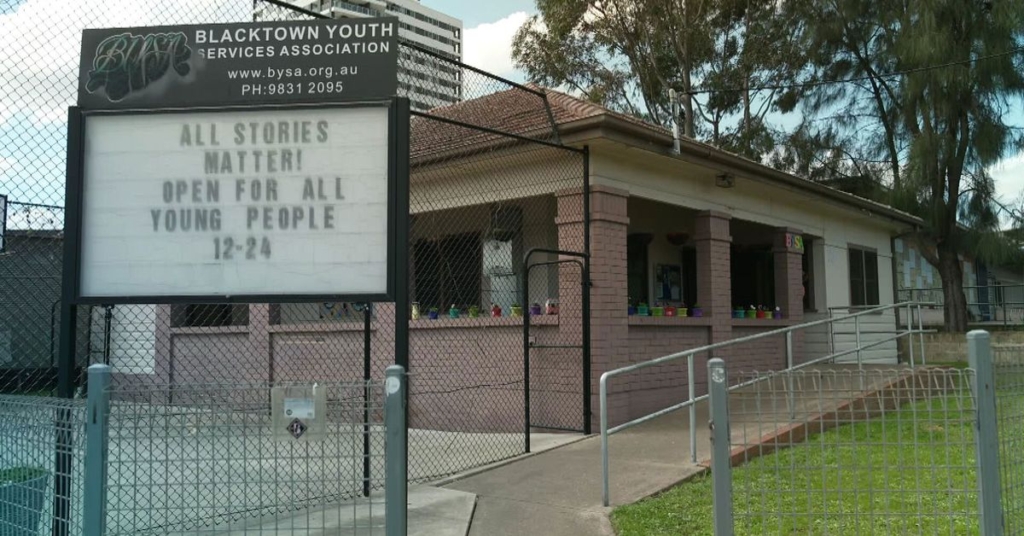 BYSA
BLACKTOWN YOUTH
SERVICES ASSOCIATION
www.bysa.org.au
PH:9831 2095
ALL STORIES
MATTER!
OPEN FOR ALL
YOUNG PEOPLE
12-24